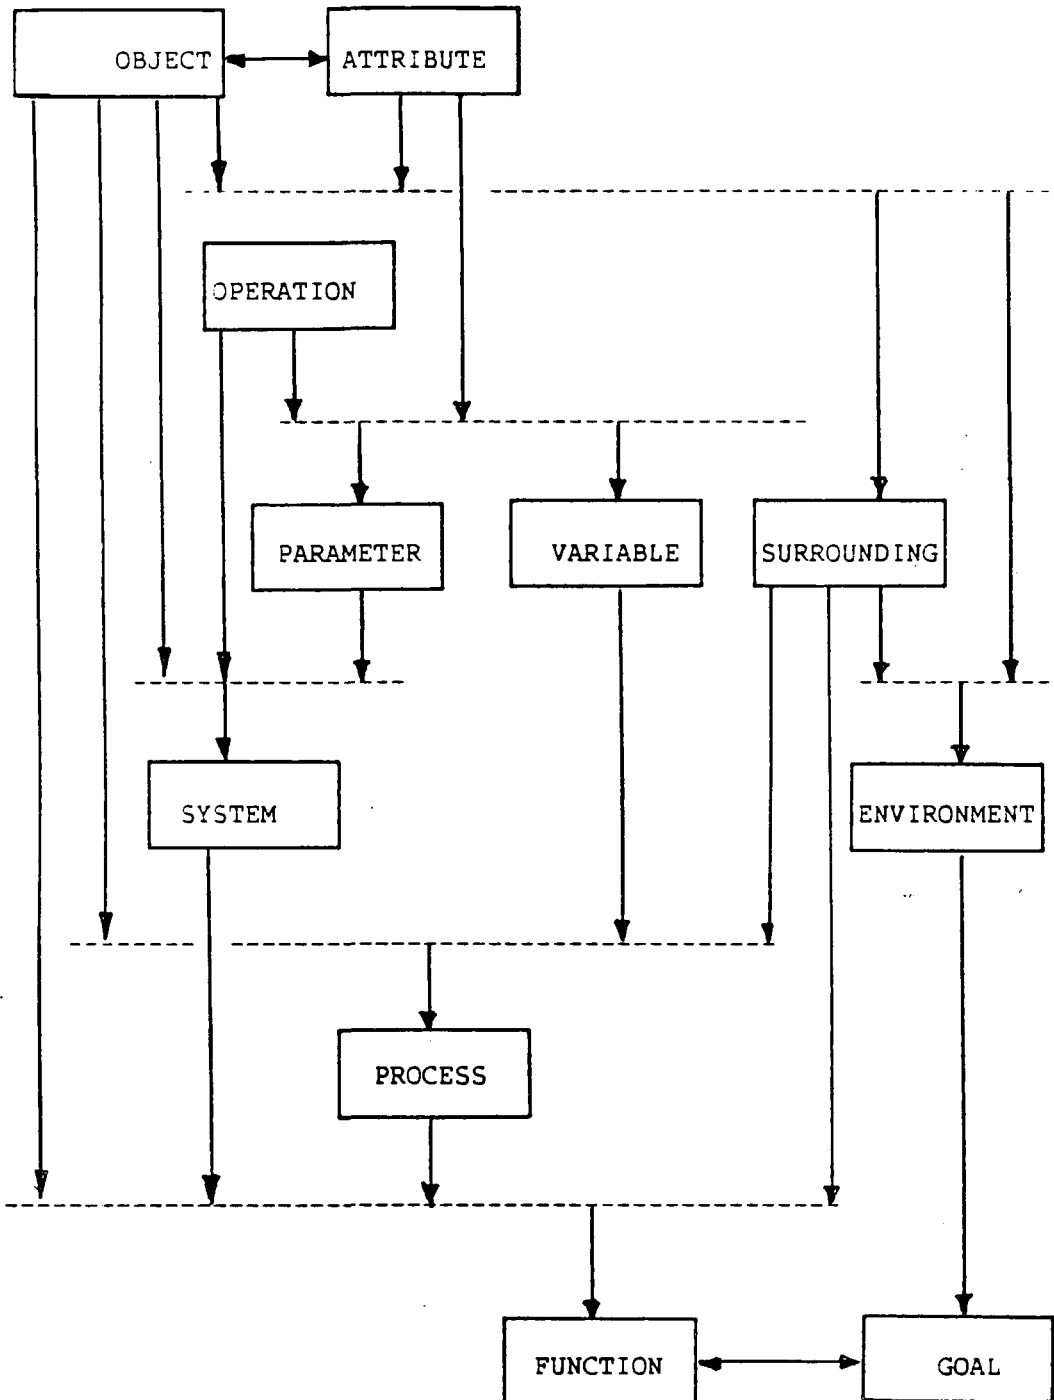 OBJECT
ATTRIBUTE
OPERATION
PARAMETER
VARIABLE
SURROUNDING
SYSTEM
ENVIRONMENT
PROCESS
FUNCTION
GOAL